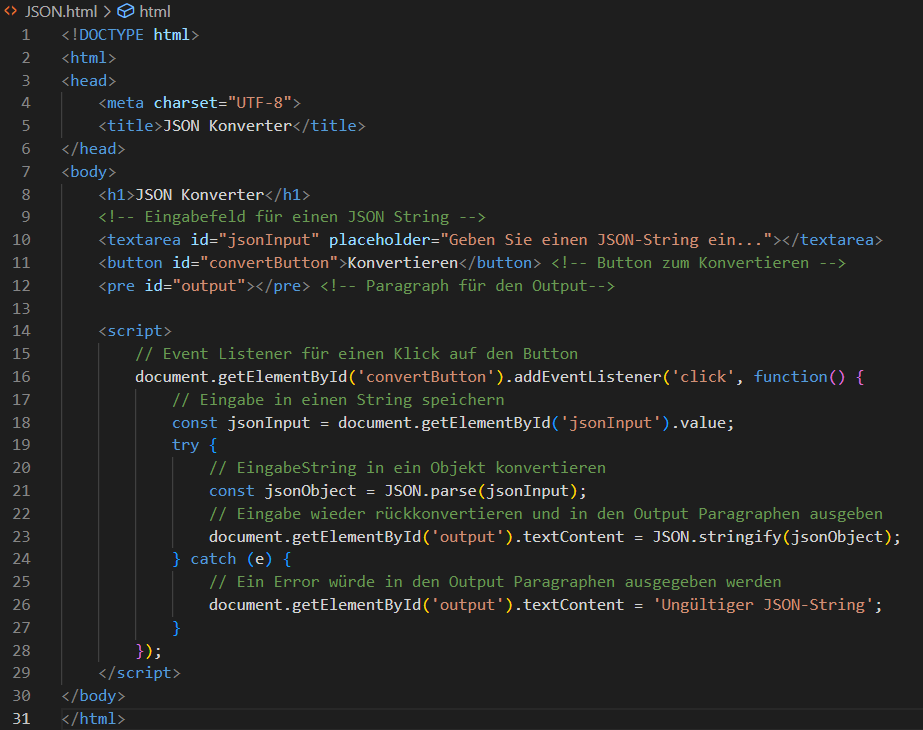 JSON.html > html
1 <!DOCTYPE html>
2 <html>
3 <head>
4     <meta charset="UTF-8">
5     <title>JSON Konverter</title>
6 </head>
7 <body>
8     <h1>JSON Konverter</h1>
9     <!-- Eingabefeld für einen JSON String -->
10     <textarea id="jsonInput" placeholder="Geben Sie einen JSON-String ein..."></textarea>
11     <button id="convertButton">Konvertieren</button> <!-- Button zum Konvertieren -->
12     <pre id="output"></pre> <!-- Paragraph für den Output-->
13
14     <script>
15         // Event Listener für einen Klick auf den Button
16         document.getElementById('convertButton').addEventListener('click', function() {
17             // Eingabe in einen String speichern
18             const jsonInput = document.getElementById('jsonInput').value;
19             try {
20                 // EingabeString in ein Objekt konvertieren
21                 const jsonObject = JSON.parse(jsonInput);
22                 // Eingabe wieder rückkonvertieren und in den Output Paragraphen ausgeben
23                 document.getElementById('output').textContent = JSON.stringify(jsonObject);
24             } catch (e) {
25                 // Ein Error würde in den Output Paragraphen ausgegeben werden
26                 document.getElementById('output').textContent = 'Ungültiger JSON-String';
27             }
28         });
29     </script>
30 </body>
31 </html>